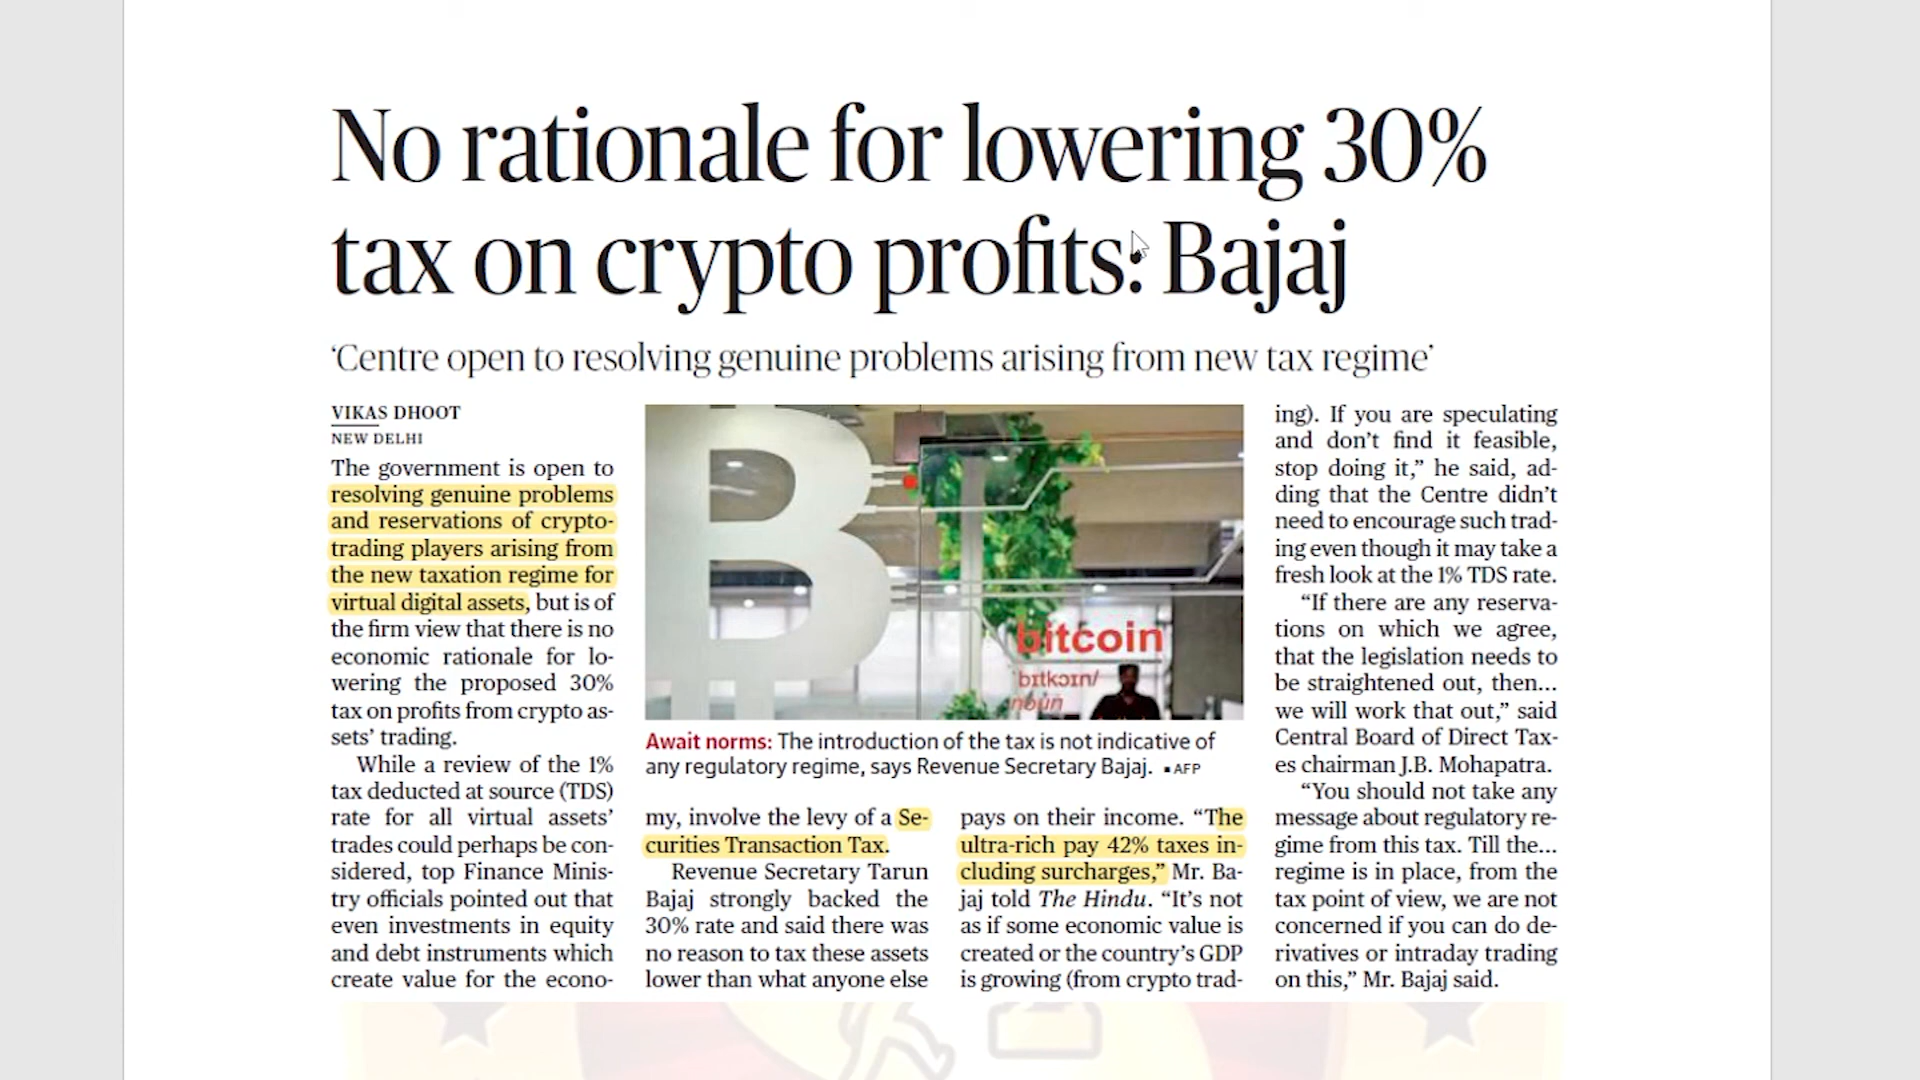 No rationale for lowering 30%
tax on crypto profits: Bajaj
‘Centre open to resolving genuine problems arising from new tax regime’
VIKAS DHOOT
NEW DELHI
The government is open to
resolving genuine problems
and reservations of crypto-
trading players arising from
the new taxation regime for
virtual digital assets, but is of
the firm view that there is no
economic rationale for lo-
wering the proposed 30%
tax on profits from crypto as-
sets’ trading.
While a review of the 1%
tax deducted at source (TDS)
rate for all virtual assets’
trades could perhaps be con-
sidered, top Finance Minis-
try officials pointed out that
even investments in equity
and debt instruments which
create value for the econo-
bitcoin
ˈbɪtkɔɪn/
noun
Await norms: The introduction of the tax is not indicative of
any regulatory regime, says Revenue Secretary Bajaj. ▪AFP
my, involve the levy of a Se-
curities Transaction Tax.
Revenue Secretary Tarun
Bajaj strongly backed the
30% rate and said there was
no reason to tax these assets
lower than what anyone else
pays on their income. “The
ultra-rich pay 42% taxes in-
cluding surcharges,” Mr. Ba-
jaj told The Hindu. “It’s not
as if some economic value is
created or the country’s GDP
is growing (from crypto trad-
ing). If you are speculating
and don’t find it feasible,
stop doing it,” he said, ad-
ding that the Centre didn’t
need to encourage such trad-
ing even though it may take a
fresh look at the 1% TDS rate.
“If there are any reserva-
tions on which we agree,
that the legislation needs to
be straightened out, then...
we will work that out,” said
Central Board of Direct Tax-
es chairman J.B. Mohapatra.
“You should not take any
message about regulatory re-
gime from this tax. Till the...
regime is in place, from the
tax point of view, we are not
concerned if you can do de-
rivatives or intraday trading
on this,” Mr. Bajaj said.